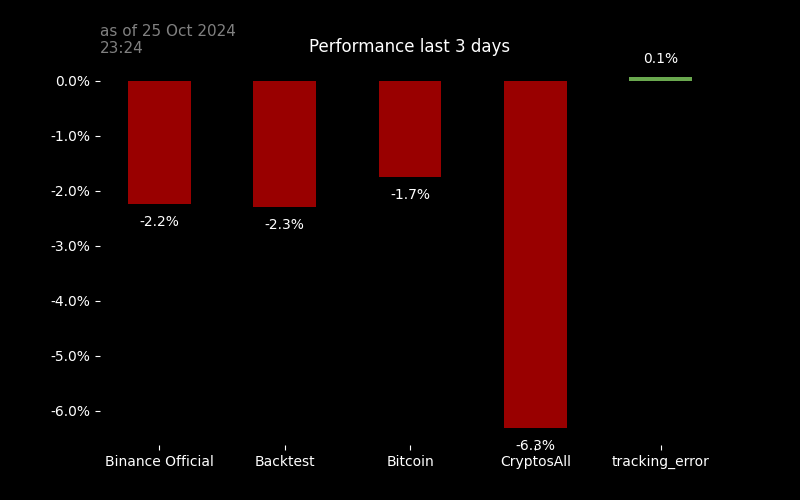 as of 25 Oct 2024
23:24
Performance last 3 days
0.1%
0.0%
-1.0%
-2.0%
-3.0%
-4.0%
-5.0%
-6.0%
-2.2%
-2.3%
-1.7%
-6.3%
Binance Official
Backtest
Bitcoin
CryptosAll
tracking_error